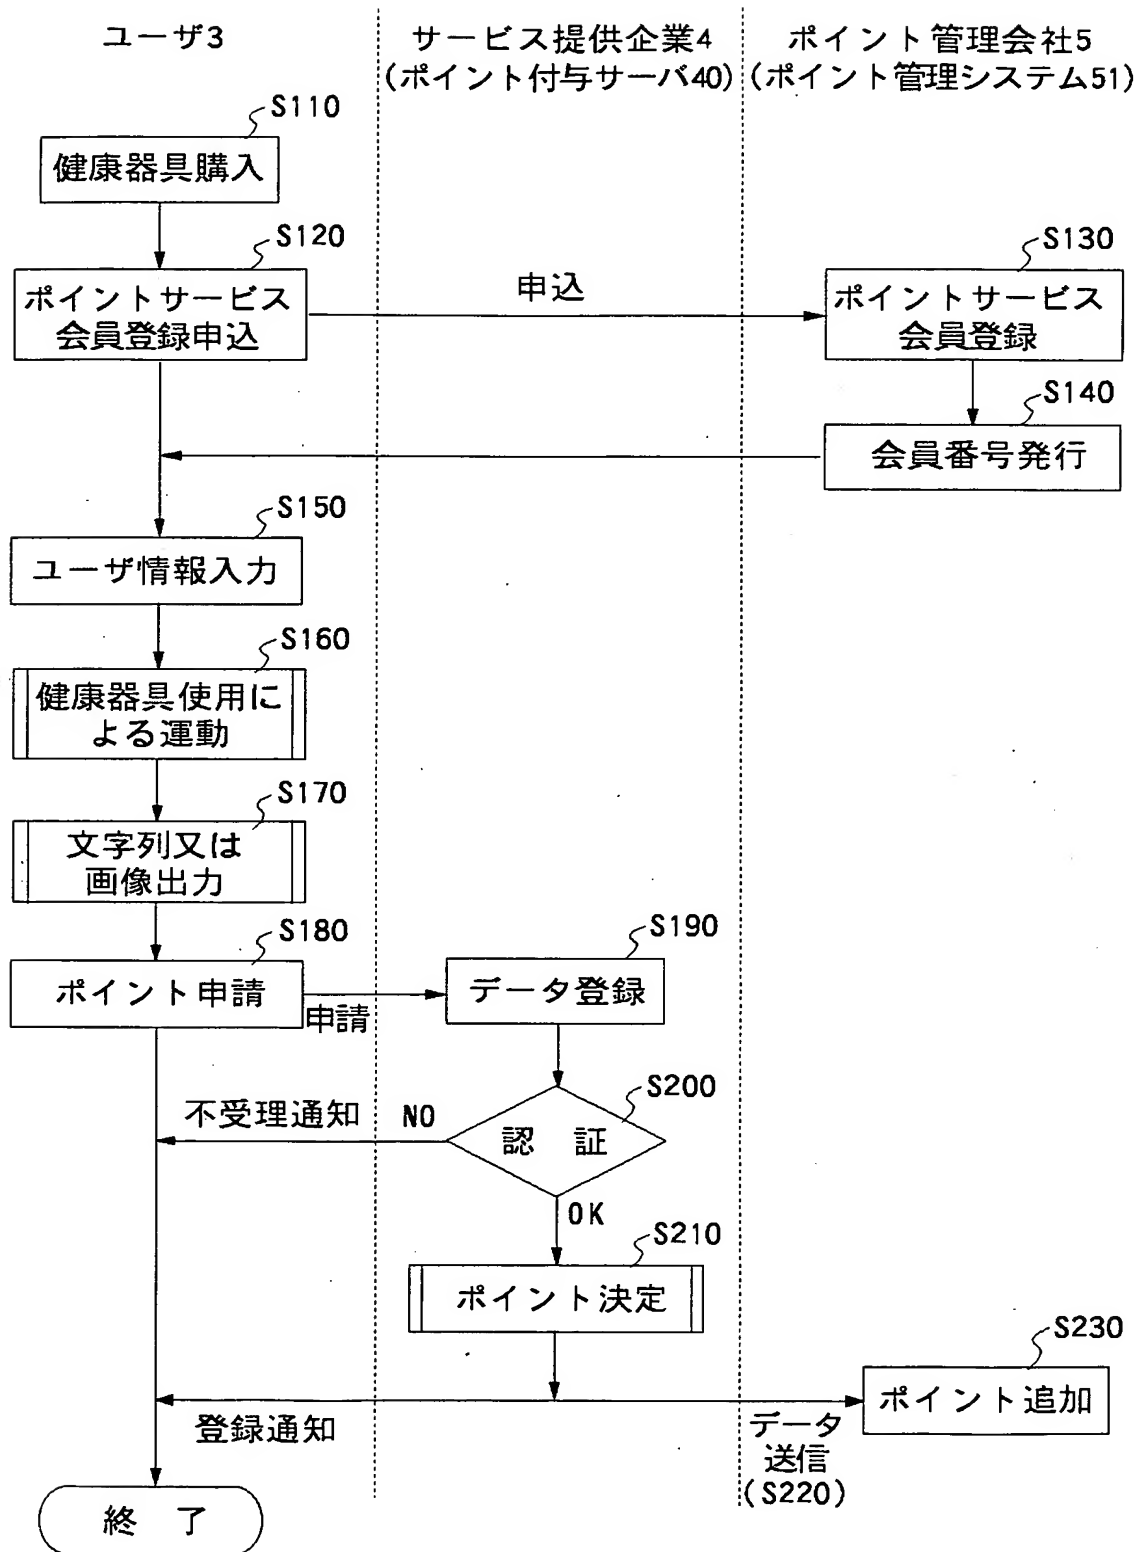 ユーザ3
サービス提供企業4
(ポイント付与サーバ40)
ポイント管理会社5
(ポイント管理システム51)
S110
健康器具購入
S120
ポイントサービス
会員登録申込
申込
S130
ポイントサービス
会員登録
S140
会員番号発行
S150
ユーザ情報入力
S160
健康器具使用に
よる運動
S170
文字列又は
画像出力
S180
ポイント申請
申請
S190
データ登録
S200
認 証
不受理通知
NO
OK
S210
ポイント決定
S230
ポイント追加
登録通知
データ
送信
(S220)
終 了